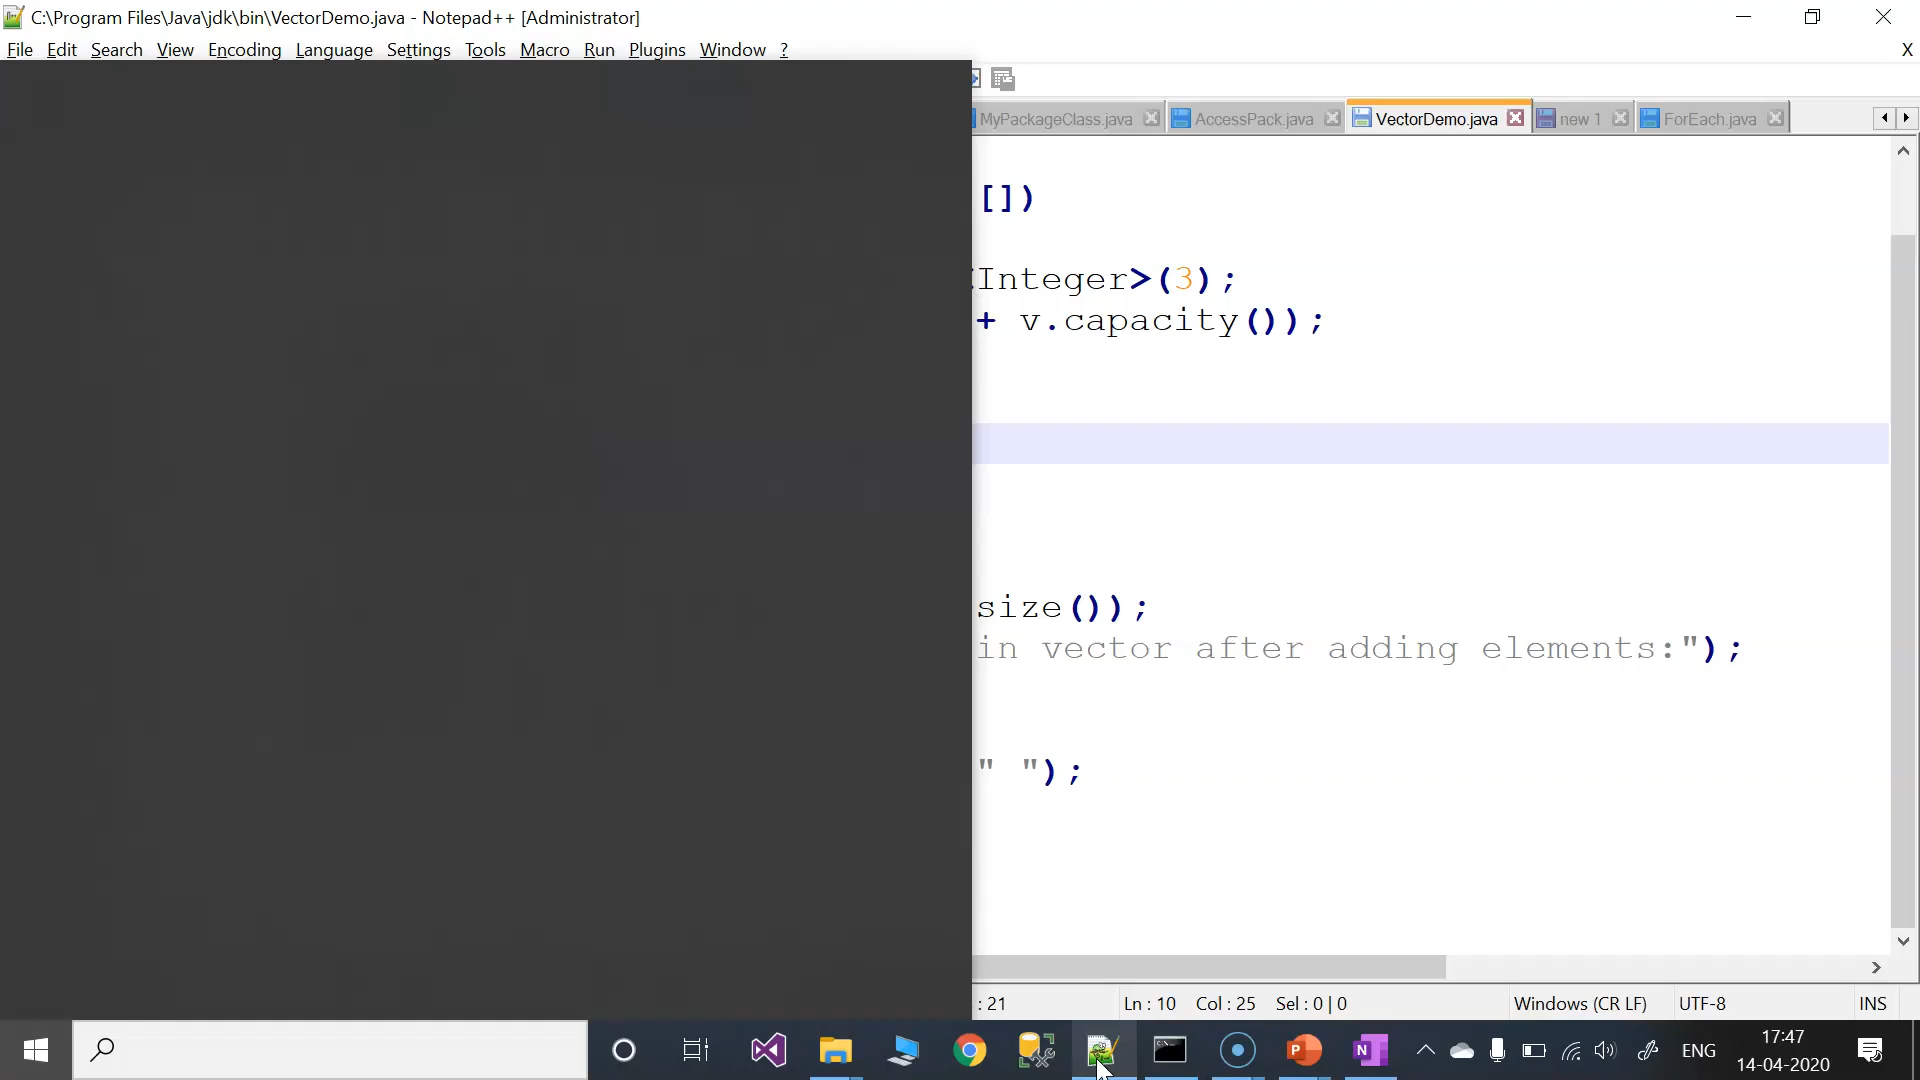 C:\Program Files\Java\jdk\bin\VectorDemo.java - Notepad++ [Administrator]
File Edit Search View Encoding Language Settings Tools Macro Run Plugins Window ?
X
MyPackageClass.java AccessPack.java VectorDemo.java new 1 ForEach.java
[])
Integer>(3);
+ v.capacity());
size());
in vector after adding elements:");
" ");
: 21 Ln : 10 Col : 25 Sel : 0 | 0 Windows (CR LF) UTF-8 INS
ENG 17:47
14-04-2020